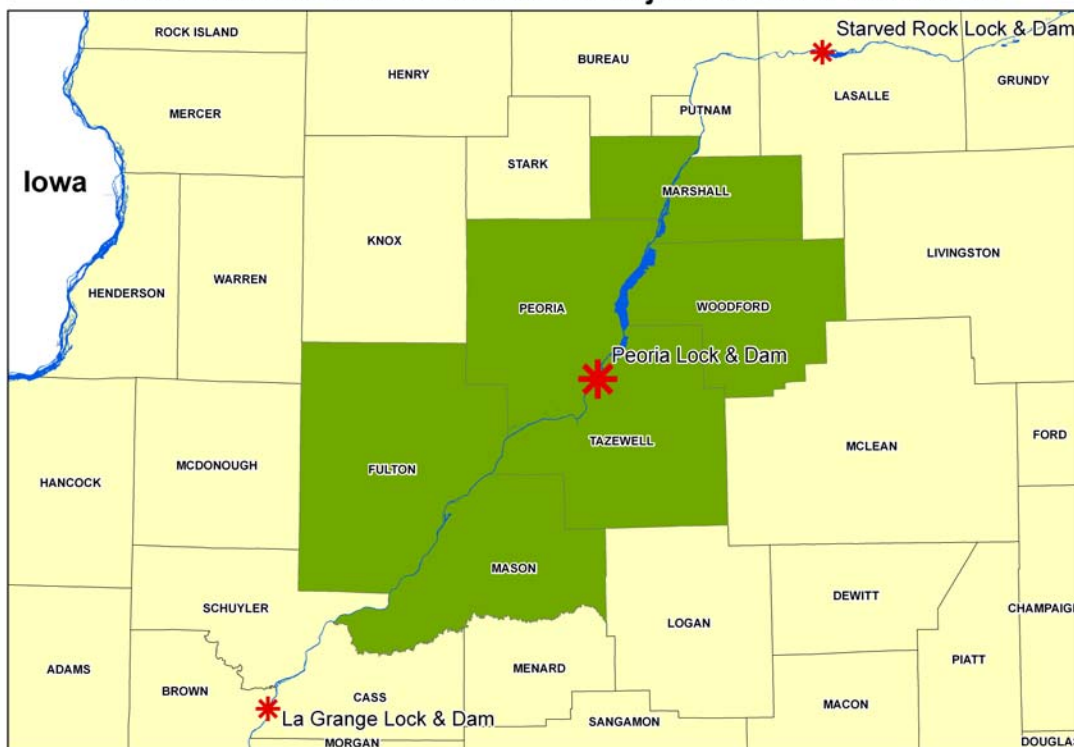 ROCK ISLAND
Starved Rock Lock & Dam
HENRY
BUREAU
GRUNDY
LASALLE
MERCER
PUTNAM
STARK
Iowa
MARSHALL
KNOX
LIVINGSTON
HENDERSON
WARREN
PEORIA
WOODFORD
Peoria Lock & Dam
TAZEWELL
MCLEAN
FORD
HANCOCK
MCDONOUGH
FULTON
MASON
SCHUYLER
DEWITT
CHAMPAIGN
LOGAN
ADAMS
BROWN
MENARD
PIATT
CASS
MACON
La Grange Lock & Dam
SANGAMON
MORGAN
DOUGLAS